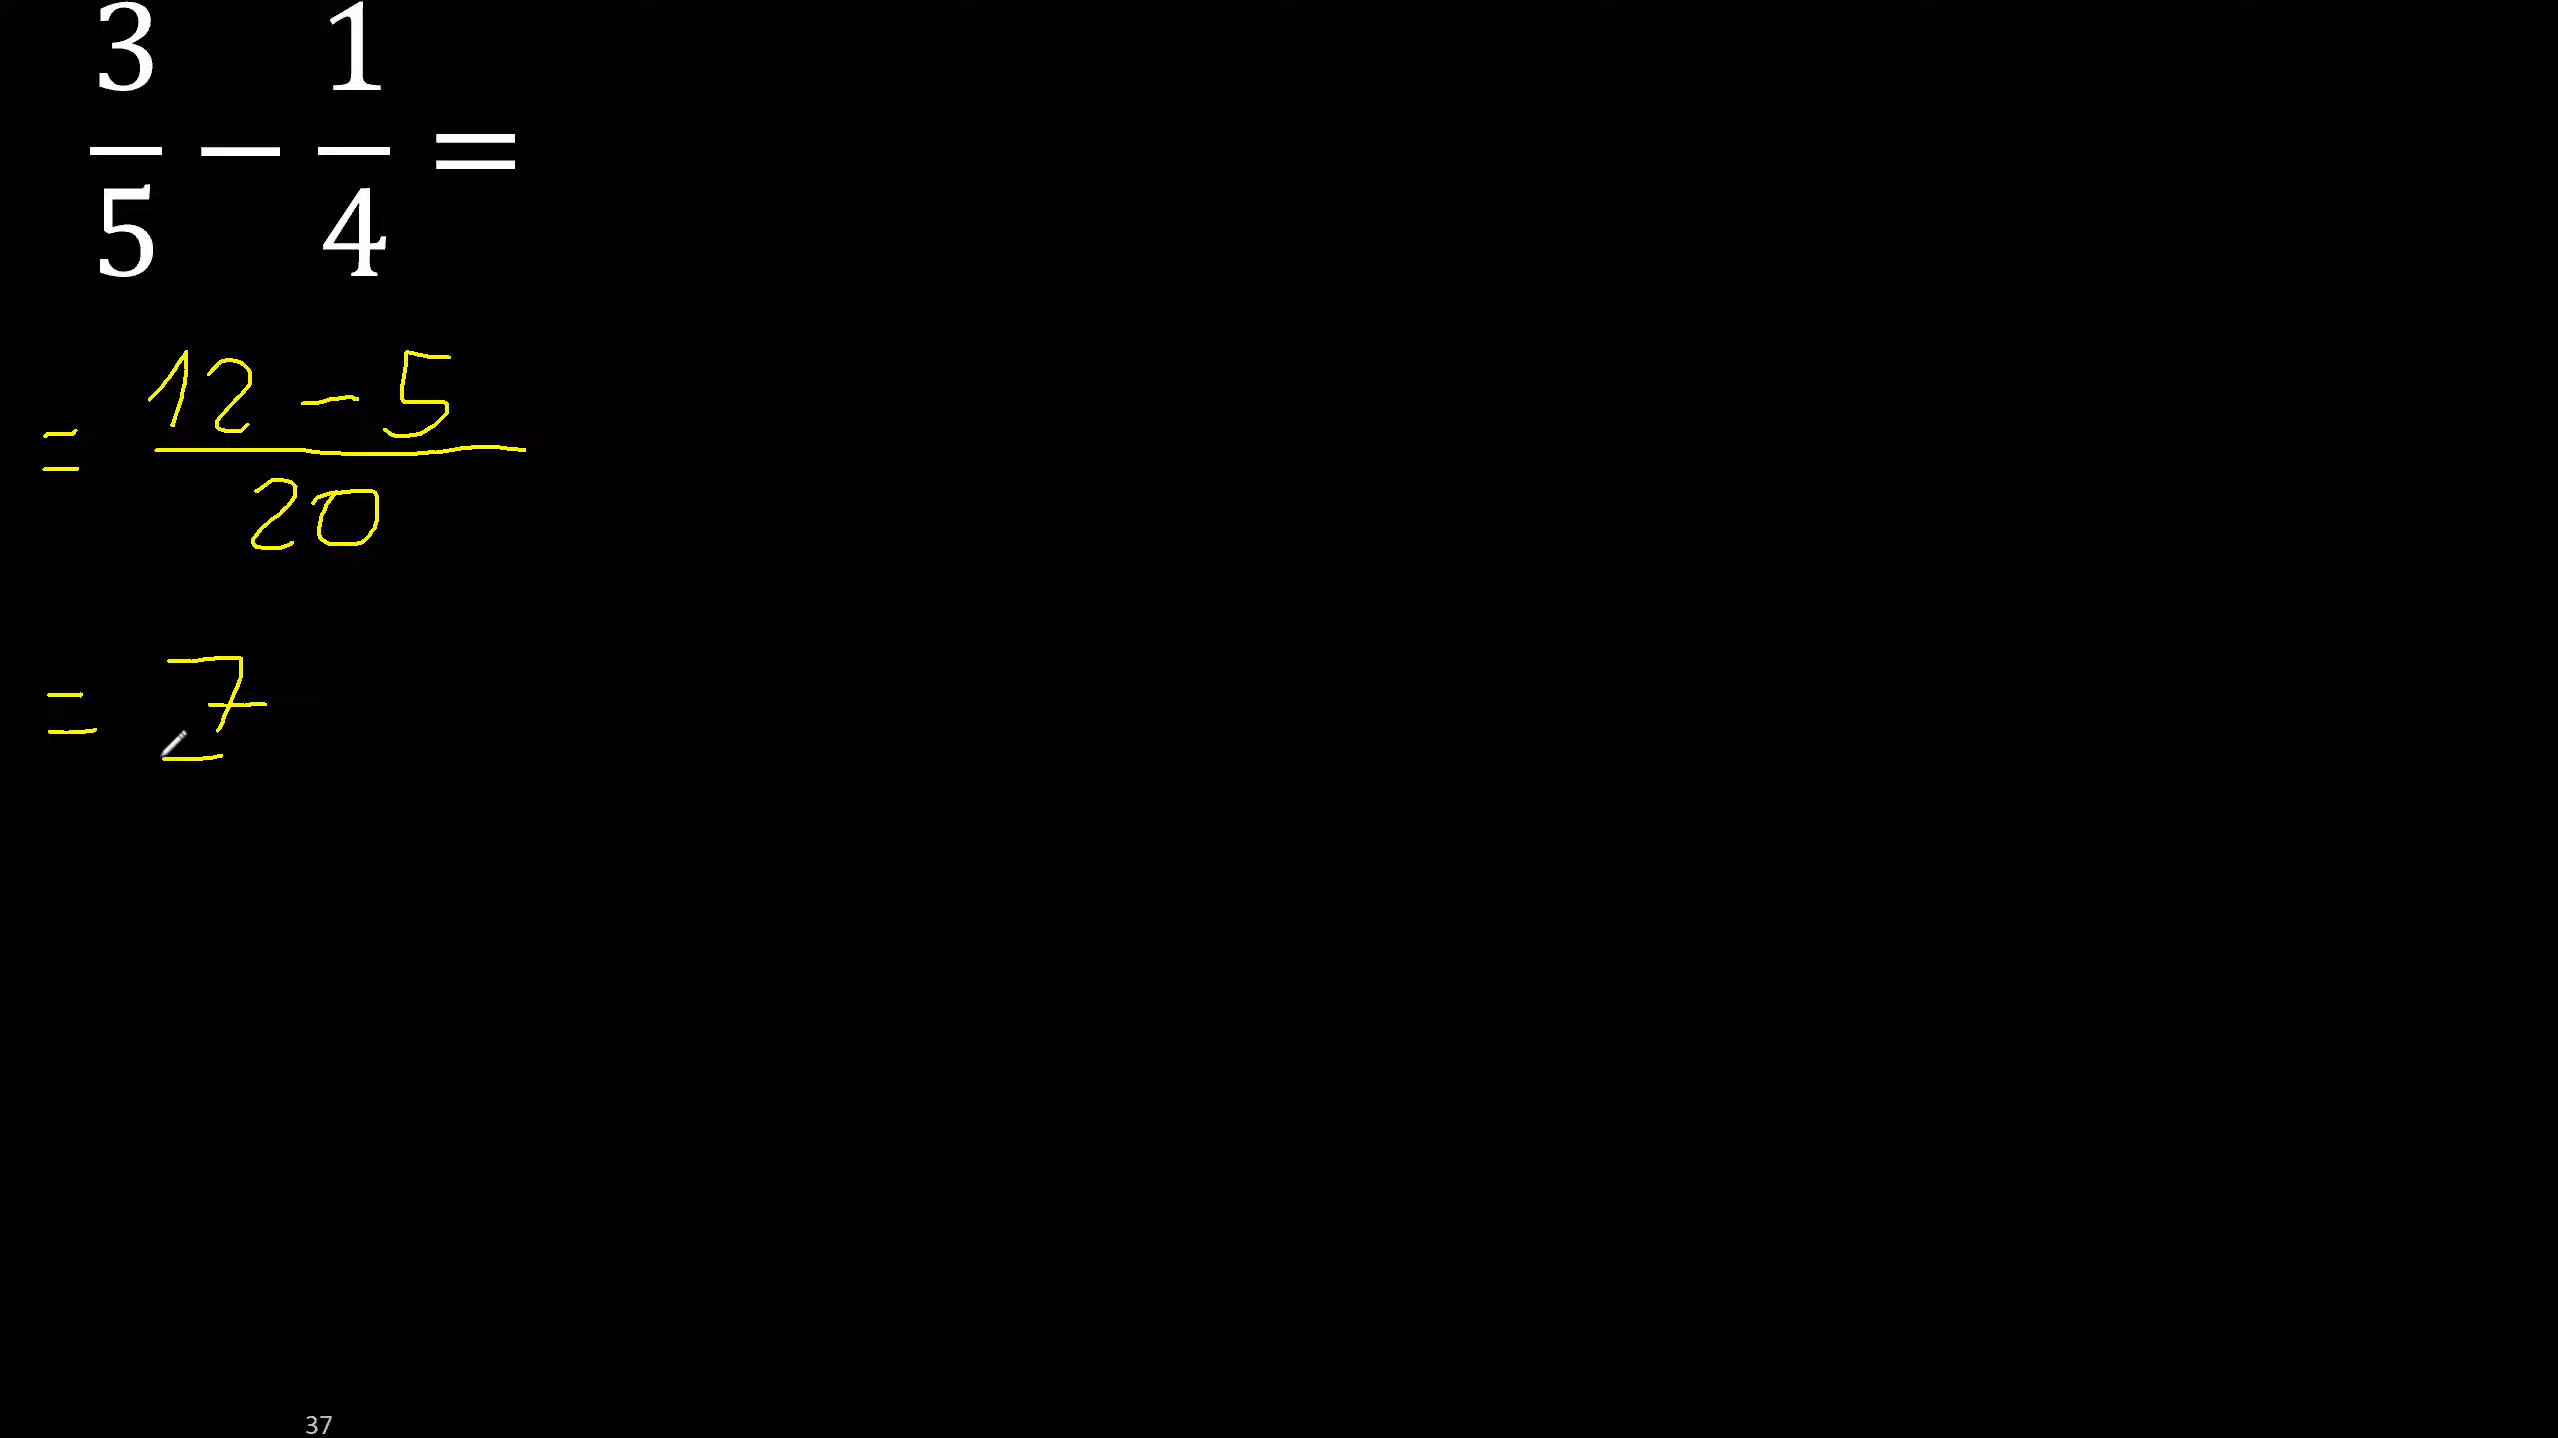 3/5 − 1/4 =
= 12 − 5 / 20
= 7
37